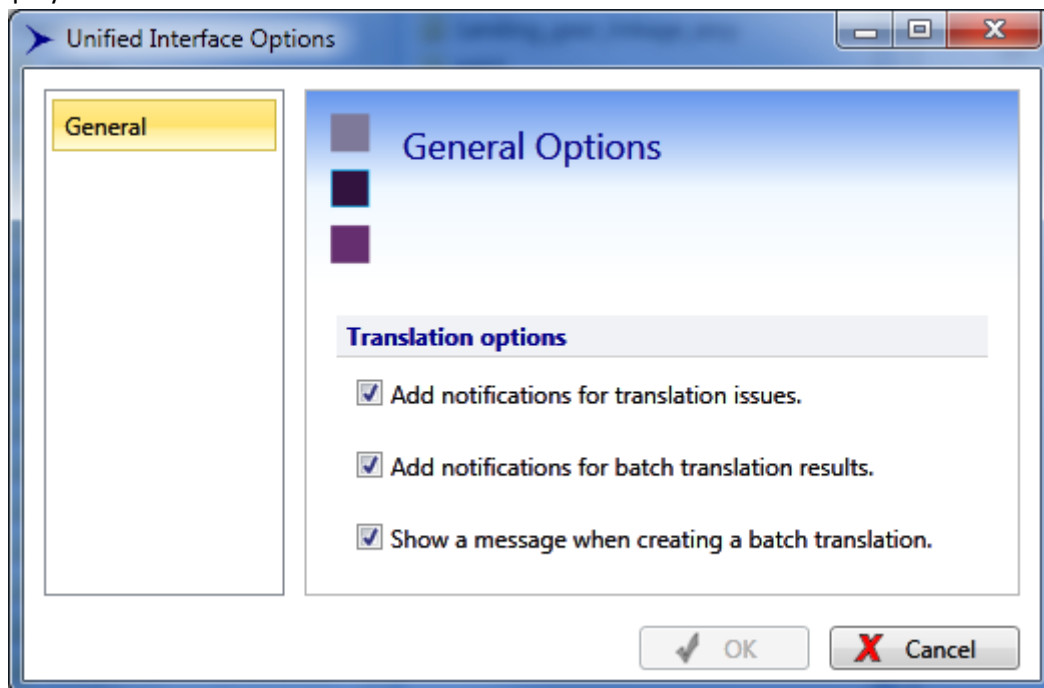 Unified Interface Options
General
General Options
Translation options
Add notifications for translation issues.
Add notifications for batch translation results.
Show a message when creating a batch translation.
OK
Cancel